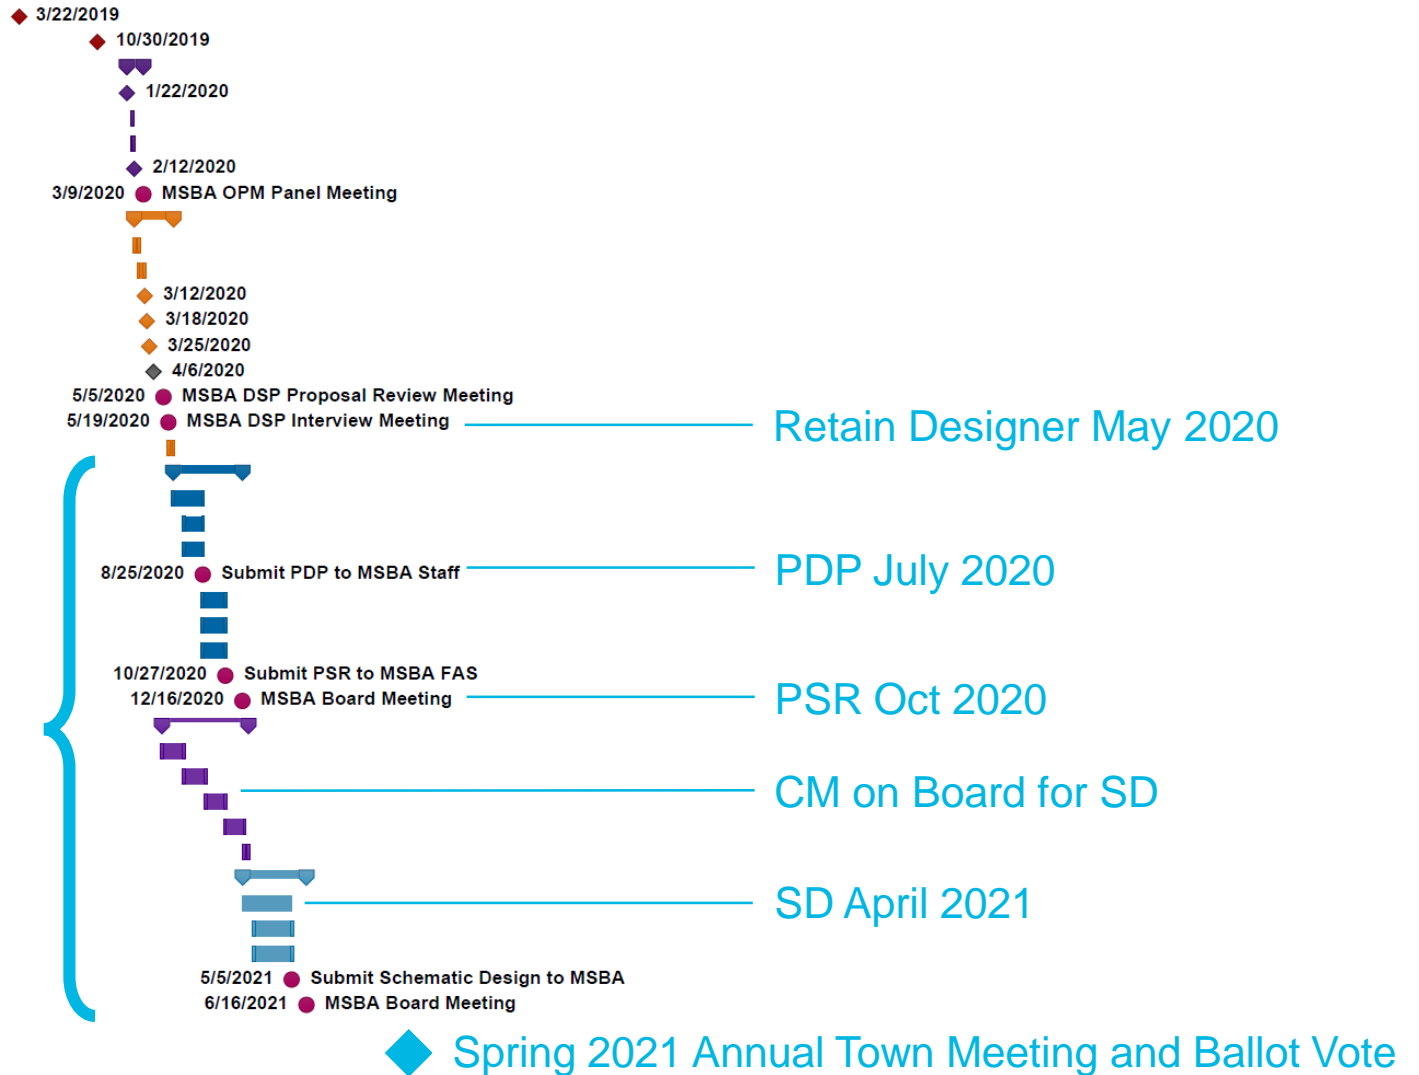 3/22/2019
10/30/2019
1/22/2020
2/12/2020
3/9/2020 MSBA OPM Panel Meeting
3/12/2020
3/18/2020
3/25/2020
4/6/2020
5/5/2020 MSBA DSP Proposal Review Meeting
5/19/2020 MSBA DSP Interview Meeting
Retain Designer May 2020
8/25/2020 Submit PDP to MSBA Staff
PDP July 2020
10/27/2020 Submit PSR to MSBA FAS
12/16/2020 MSBA Board Meeting
PSR Oct 2020
CM on Board for SD
SD April 2021
5/5/2021 Submit Schematic Design to MSBA
6/16/2021 MSBA Board Meeting
Spring 2021 Annual Town Meeting and Ballot Vote